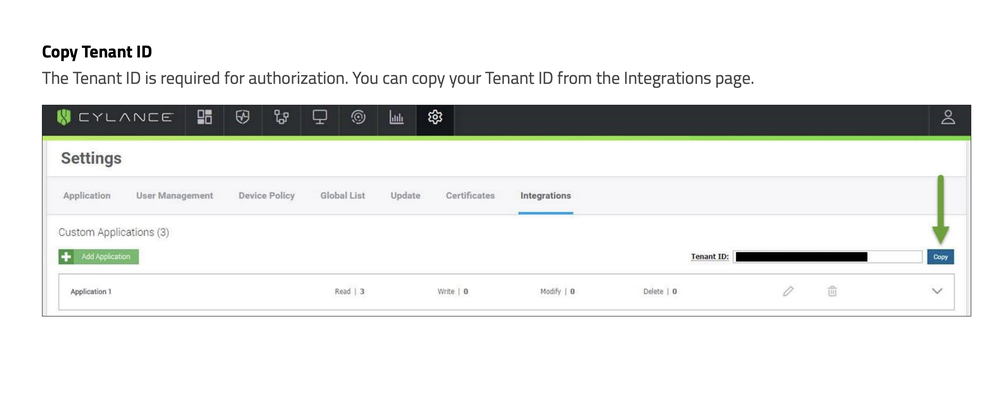 Copy Tenant ID
The Tenant ID is required for authorization. You can copy your Tenant ID from the Integrations page.
CYLANCE
Settings
Application User Management Device Policy Global List Update Certificates Integrations
Custom Applications (3)
Add Application Tenant ID: Copy
Application 1 Read | 3 Write | 0 Modify | 0 Delete | 0